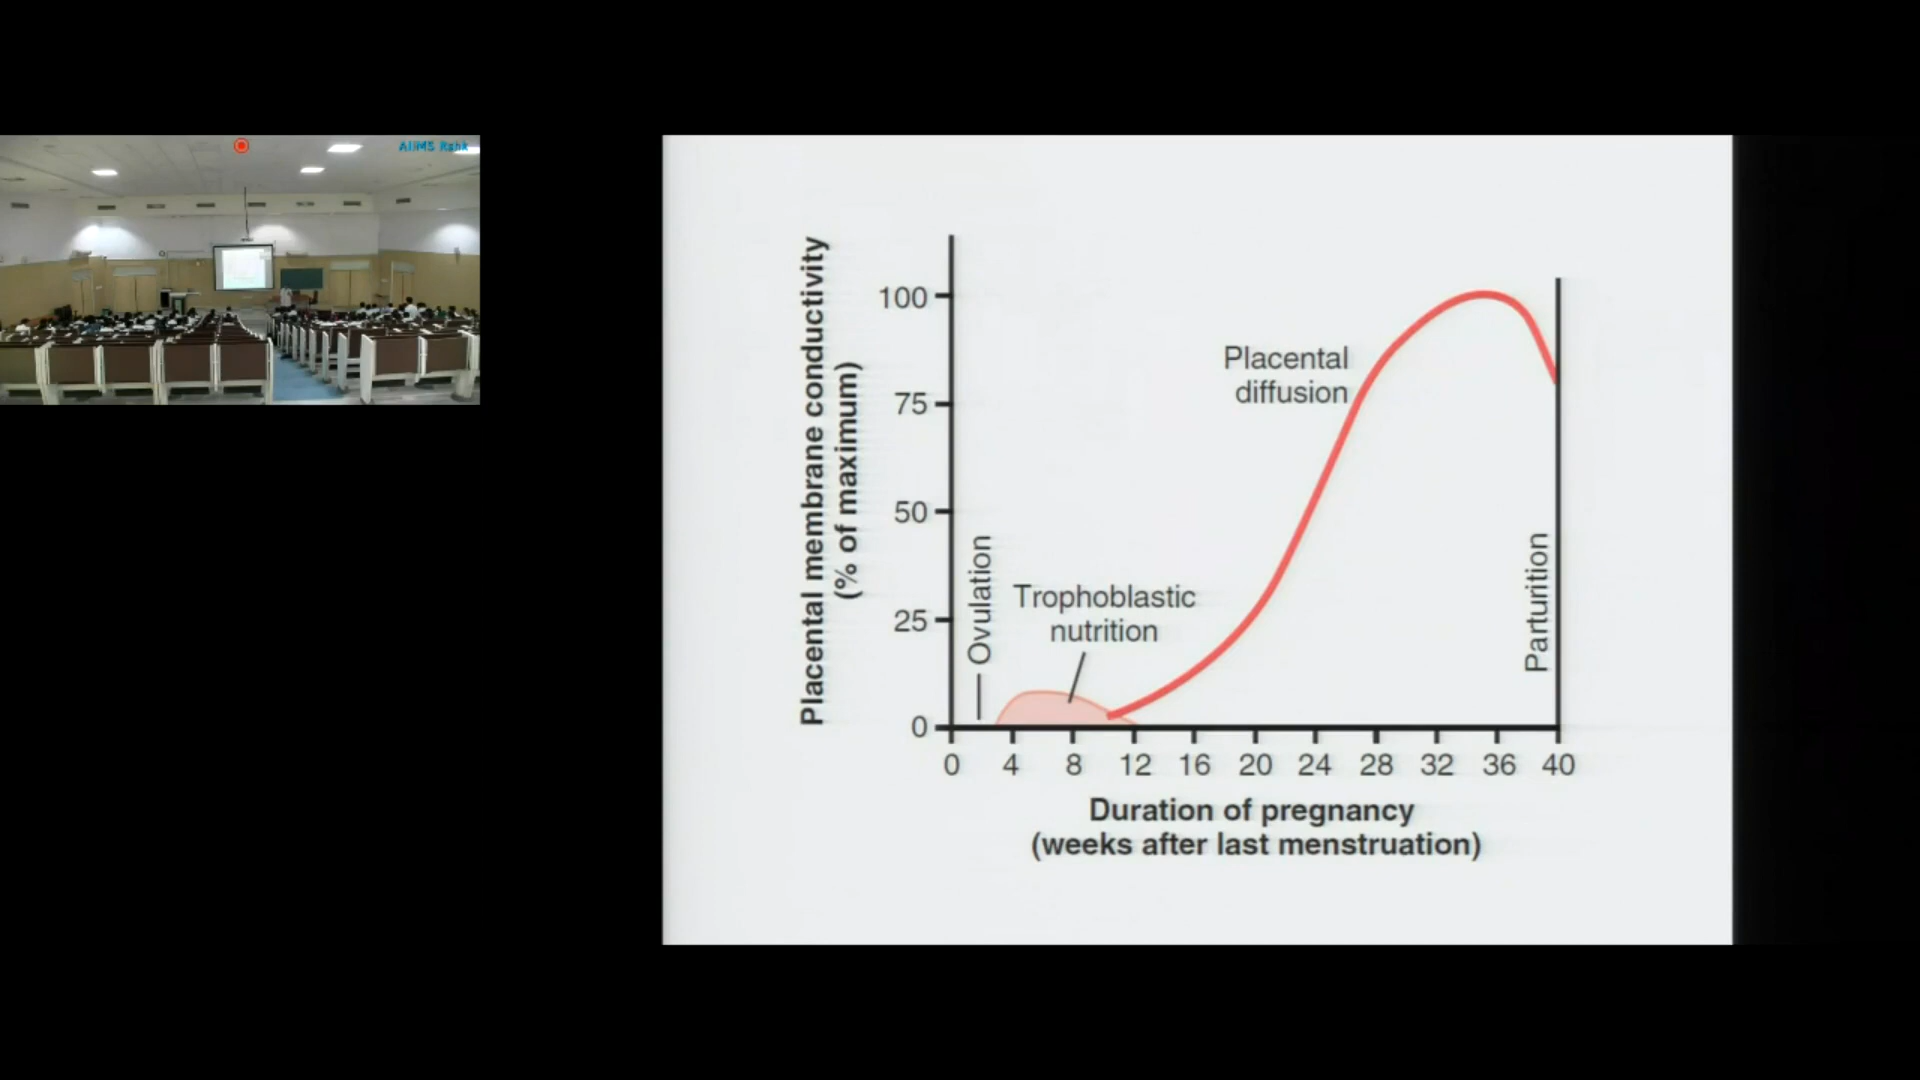 AIIMS Rshk
Placental membrane conductivity
(% of maximum)
100
75
50
25
0
Ovulation
Trophoblastic
nutrition
Placental
diffusion
Parturition
0 4 8 12 16 20 24 28 32 36 40
Duration of pregnancy
(weeks after last menstruation)